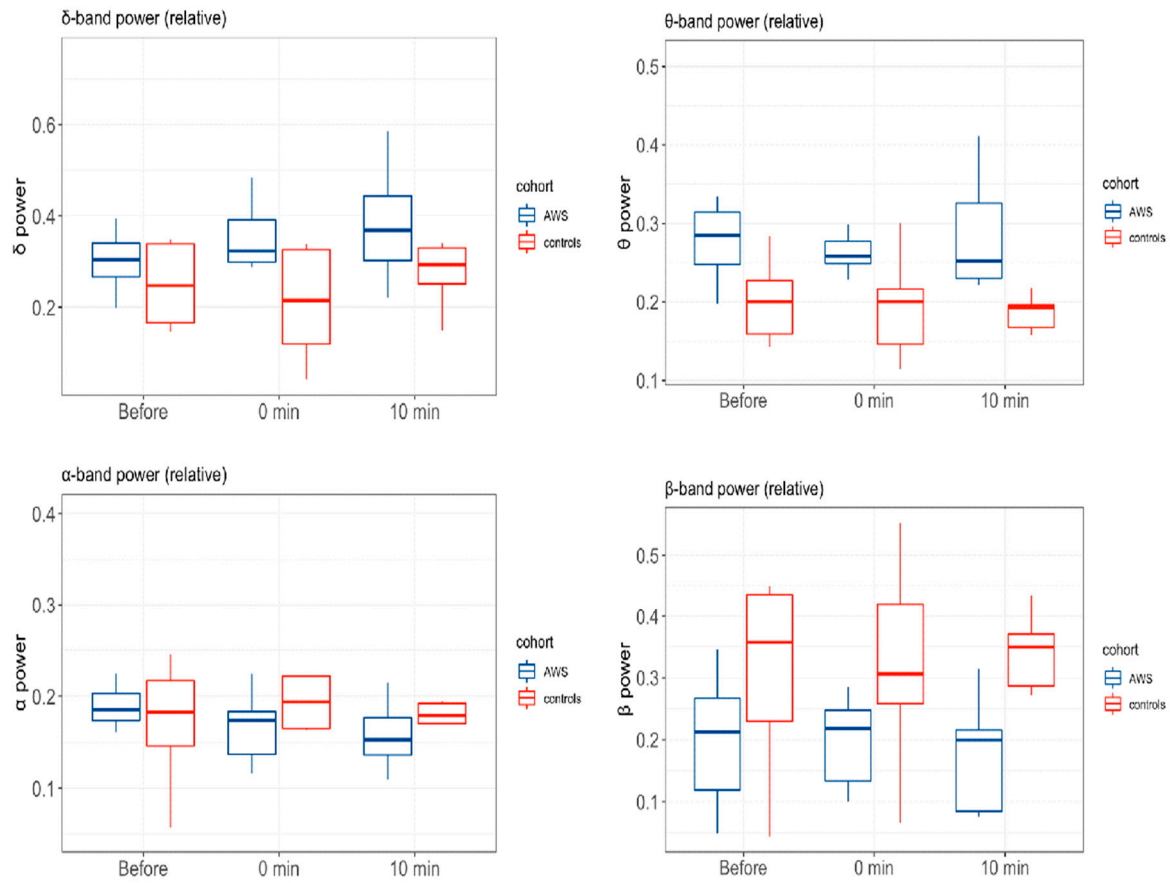 δ-band power (relative)
0.6
0.4
0.2
δ power
Before 0 min 10 min
cohort
AWS
controls
θ-band power (relative)
0.5
0.4
0.3
0.2
0.1
θ power
Before 0 min 10 min
cohort
AWS
controls
α-band power (relative)
0.4
0.3
0.2
0.1
α power
Before 0 min 10 min
cohort
AWS
controls
β-band power (relative)
0.5
0.4
0.3
0.2
0.1
β power
Before 0 min 10 min
cohort
AWS
controls